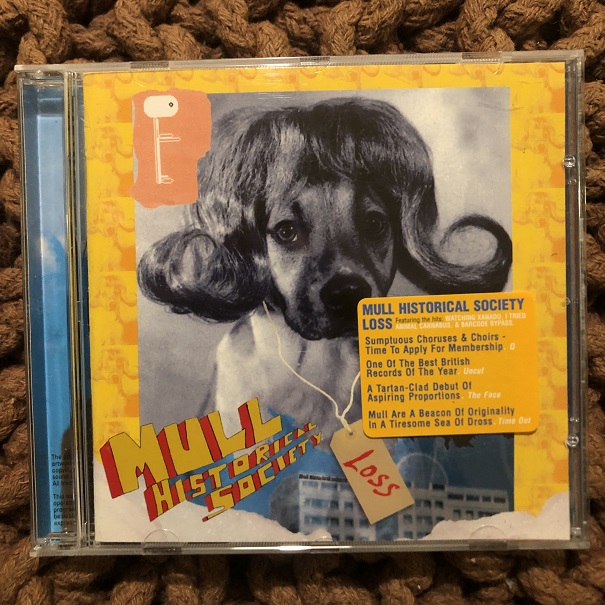 MULL HISTORICAL SOCIETY
LOSS Featuring the hits, WATCHING XANADU, I TRIED
ANIMAL CANNABUS, & BARCODE BYPASS.
Sumptuous Choruses & Choirs -
Time To Apply For Membership. Q
One Of The Best British
Records Of The Year Uncut
A Tartan-Clad Debut Of
Aspiring Proportions. The Face
Mull Are A Beacon Of Originality
In A Tiresome Sea Of Dross. Time Out
MULL
HISTORICAL
SOCIETY
Loss